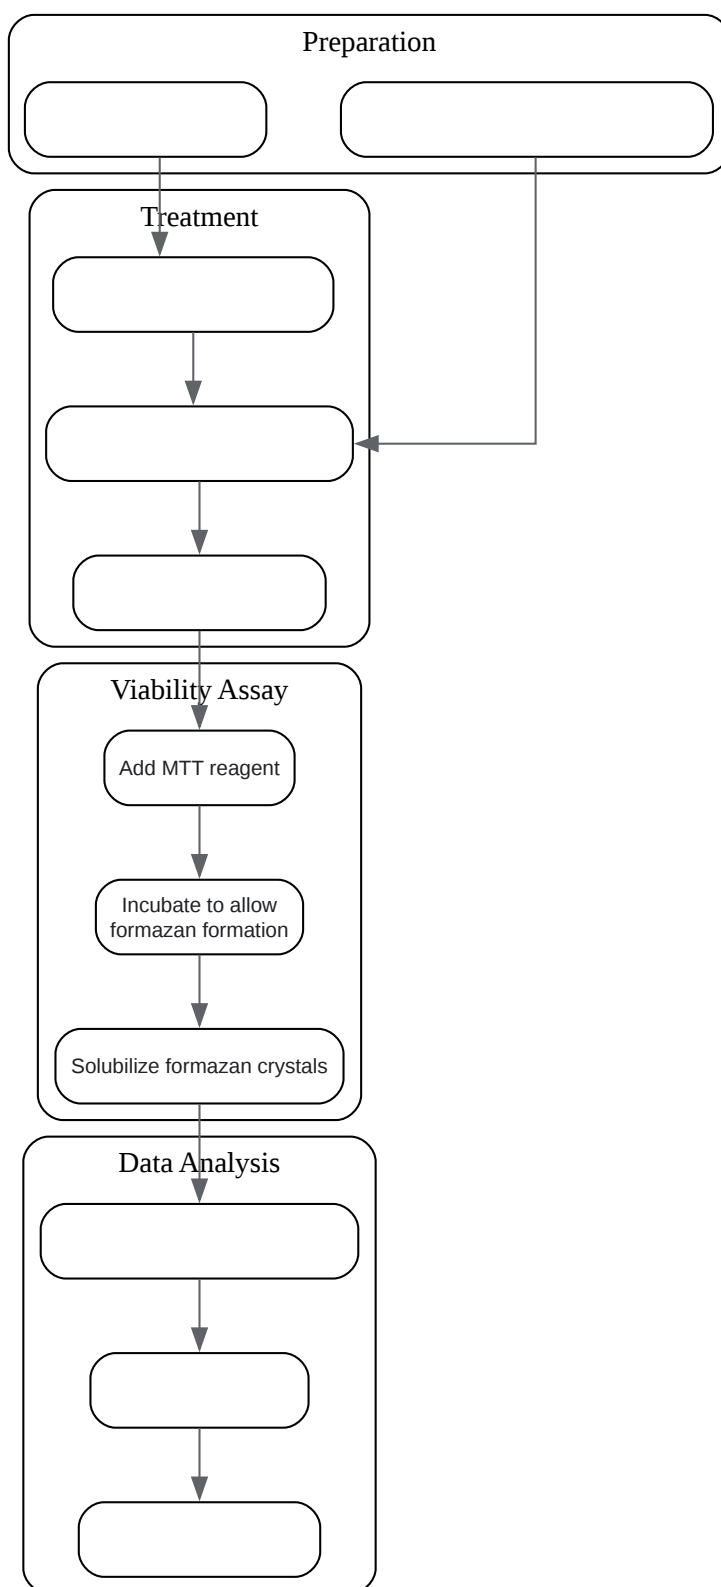 Preparation
Treatment
Viability Assay
Add MTT reagent
Incubate to allow
formazan formation
Solubilize formazan crystals
Data Analysis